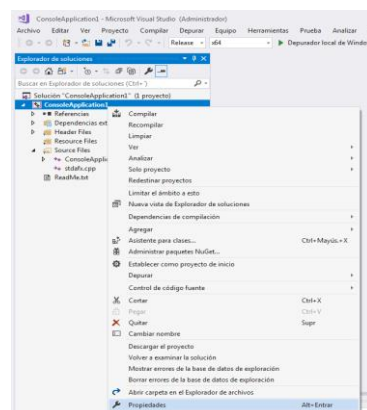 ConsoleApplication1 - Microsoft Visual Studio (Administrador)
Archivo Editar Ver Proyecto Compilar Depurar Equipo Herramientas Prueba Analizar
Release x64 Depurador local de Windo
Explorador de soluciones
Buscar en Explorador de soluciones (Ctrl+´)
Solución "ConsoleApplication1" (1 proyecto)
ConsoleApplication1
Referencias
Dependencias ext
Header Files
Resource Files
Source Files
ConsoleApplic
stdafx.cpp
ReadMe.txt
Compilar
Recompilar
Limpiar
Ver
Analizar
Solo proyecto
Redestinar proyectos
Limitar el ámbito a esto
Nueva vista de Explorador de soluciones
Dependencias de compilación
Agregar
Asistente para clases... Ctrl+Mayús.+X
Administrar paquetes NuGet...
Establecer como proyecto de inicio
Depurar
Control de código fuente
Cortar Ctrl+X
Pegar Ctrl+V
Quitar Supr
Cambiar nombre
Descargar el proyecto
Volver a examinar la solución
Mostrar errores de la base de datos de exploración
Borrar errores de la base de datos de exploración
Abrir carpeta en el Explorador de archivos
Propiedades Alt+Entrar